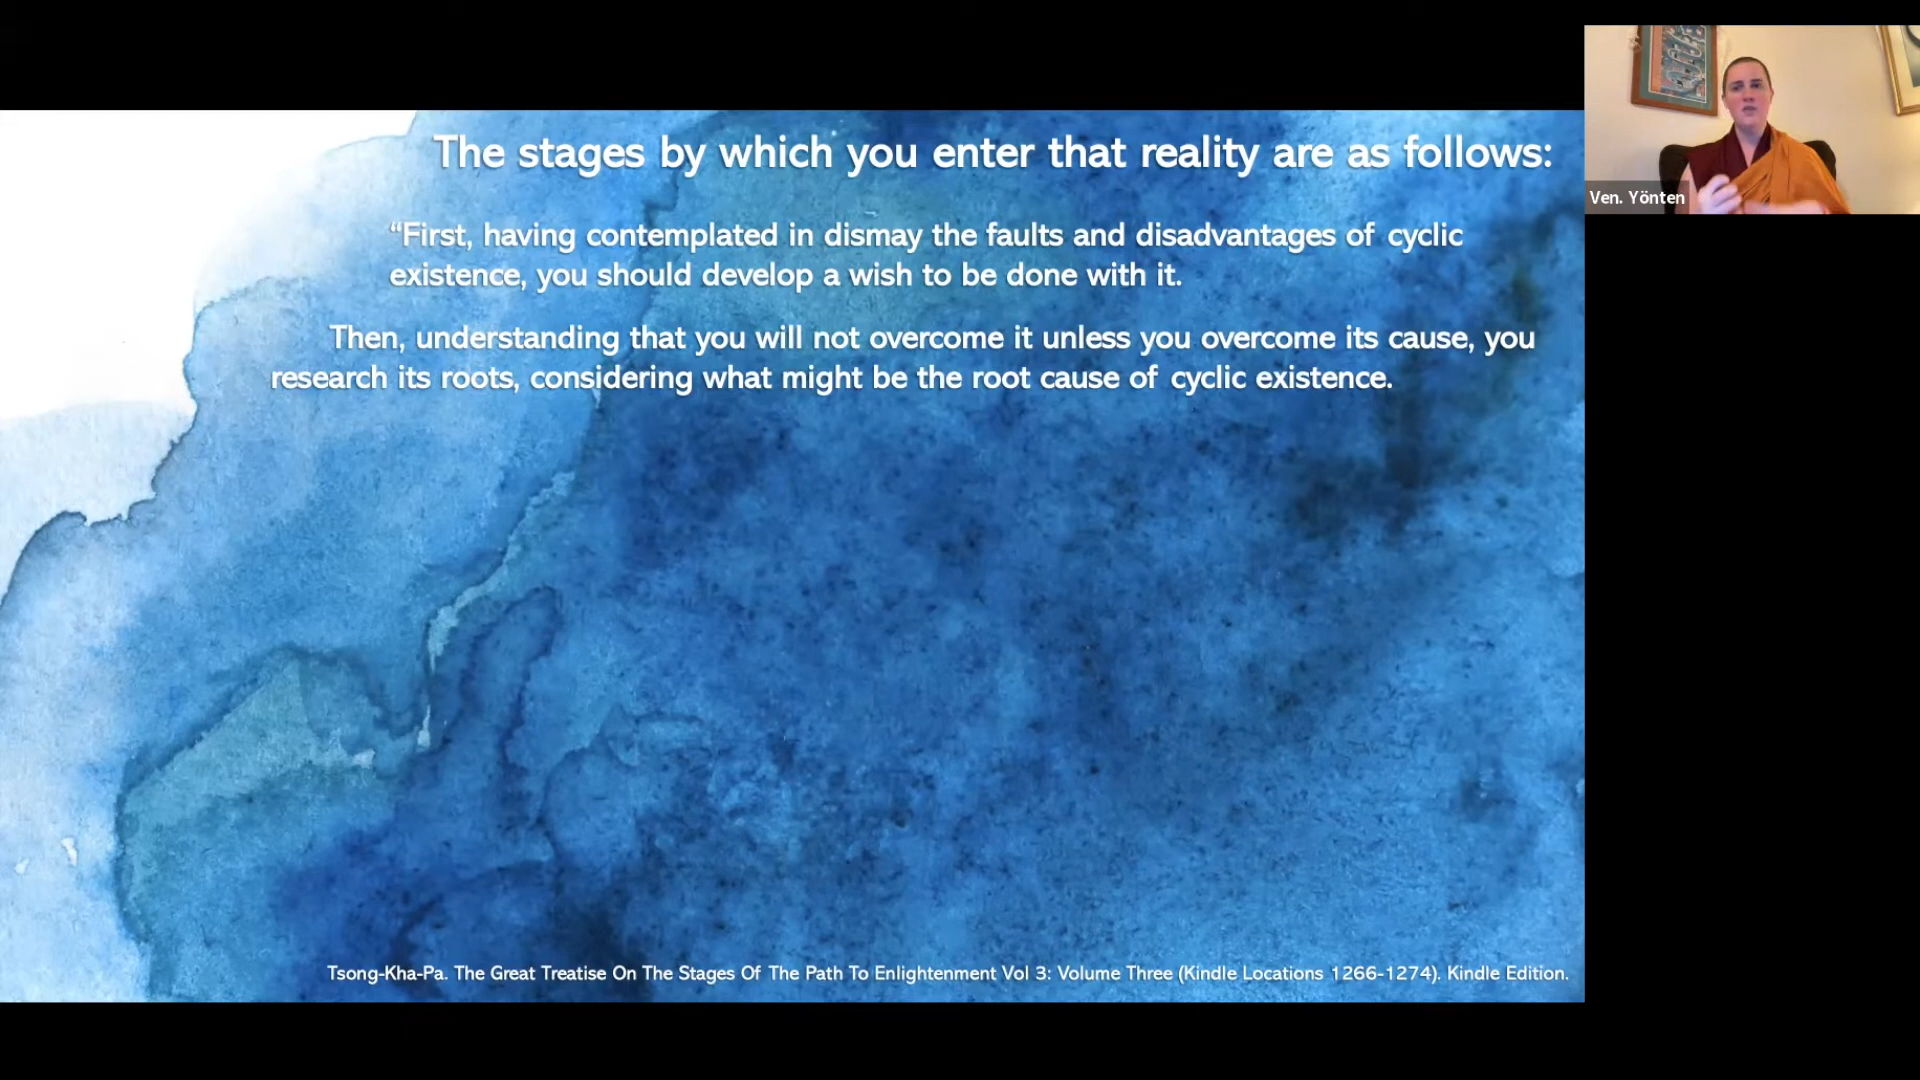 The stages by which you enter that reality are as follows:
“First, having contemplated in dismay the faults and disadvantages of cyclic
existence, you should develop a wish to be done with it.
Then, understanding that you will not overcome it unless you overcome its cause, you
research its roots, considering what might be the root cause of cyclic existence.
Tsong-Kha-Pa. The Great Treatise On The Stages Of The Path To Enlightenment Vol 3: Volume Three (Kindle Locations 1266-1274). Kindle Edition.
Ven. Yönten